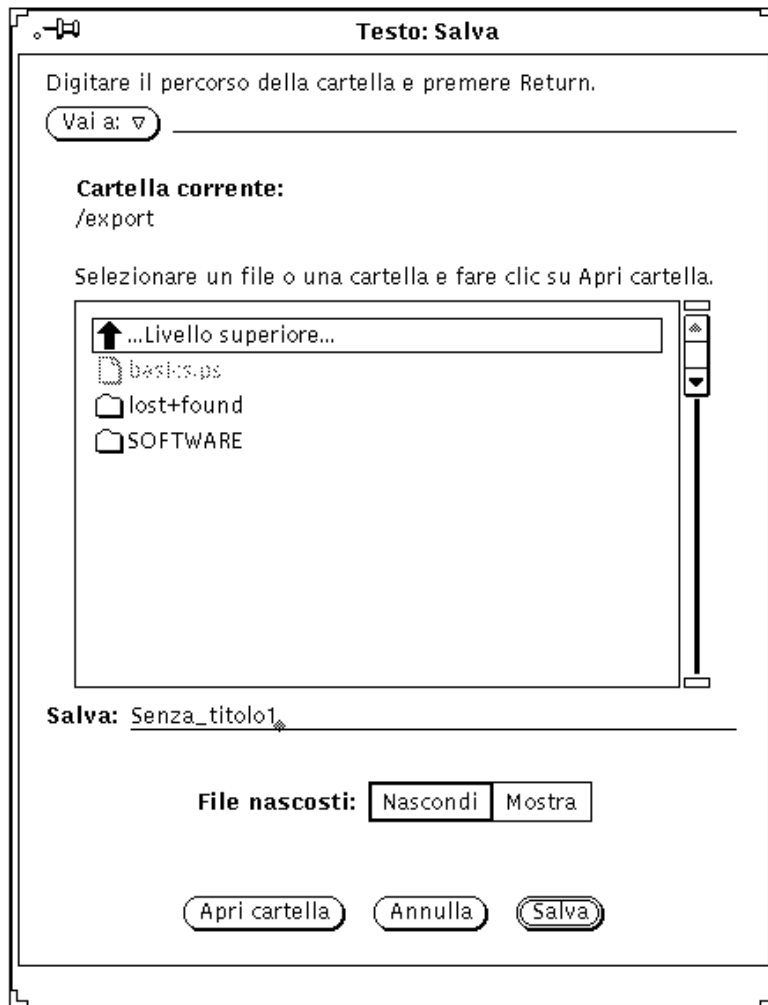 Testo: Salva
Digitare il percorso della cartella e premere Return.
Vai a:
Cartella corrente:
/export
Selezionare un file o una cartella e fare clic su Apri cartella.
...Livello superiore...
basics.ps
lost+found
SOFTWARE
Salva: Senza_titolo1
File nascosti: Nascondi Mostra
Apri cartella Annulla Salva